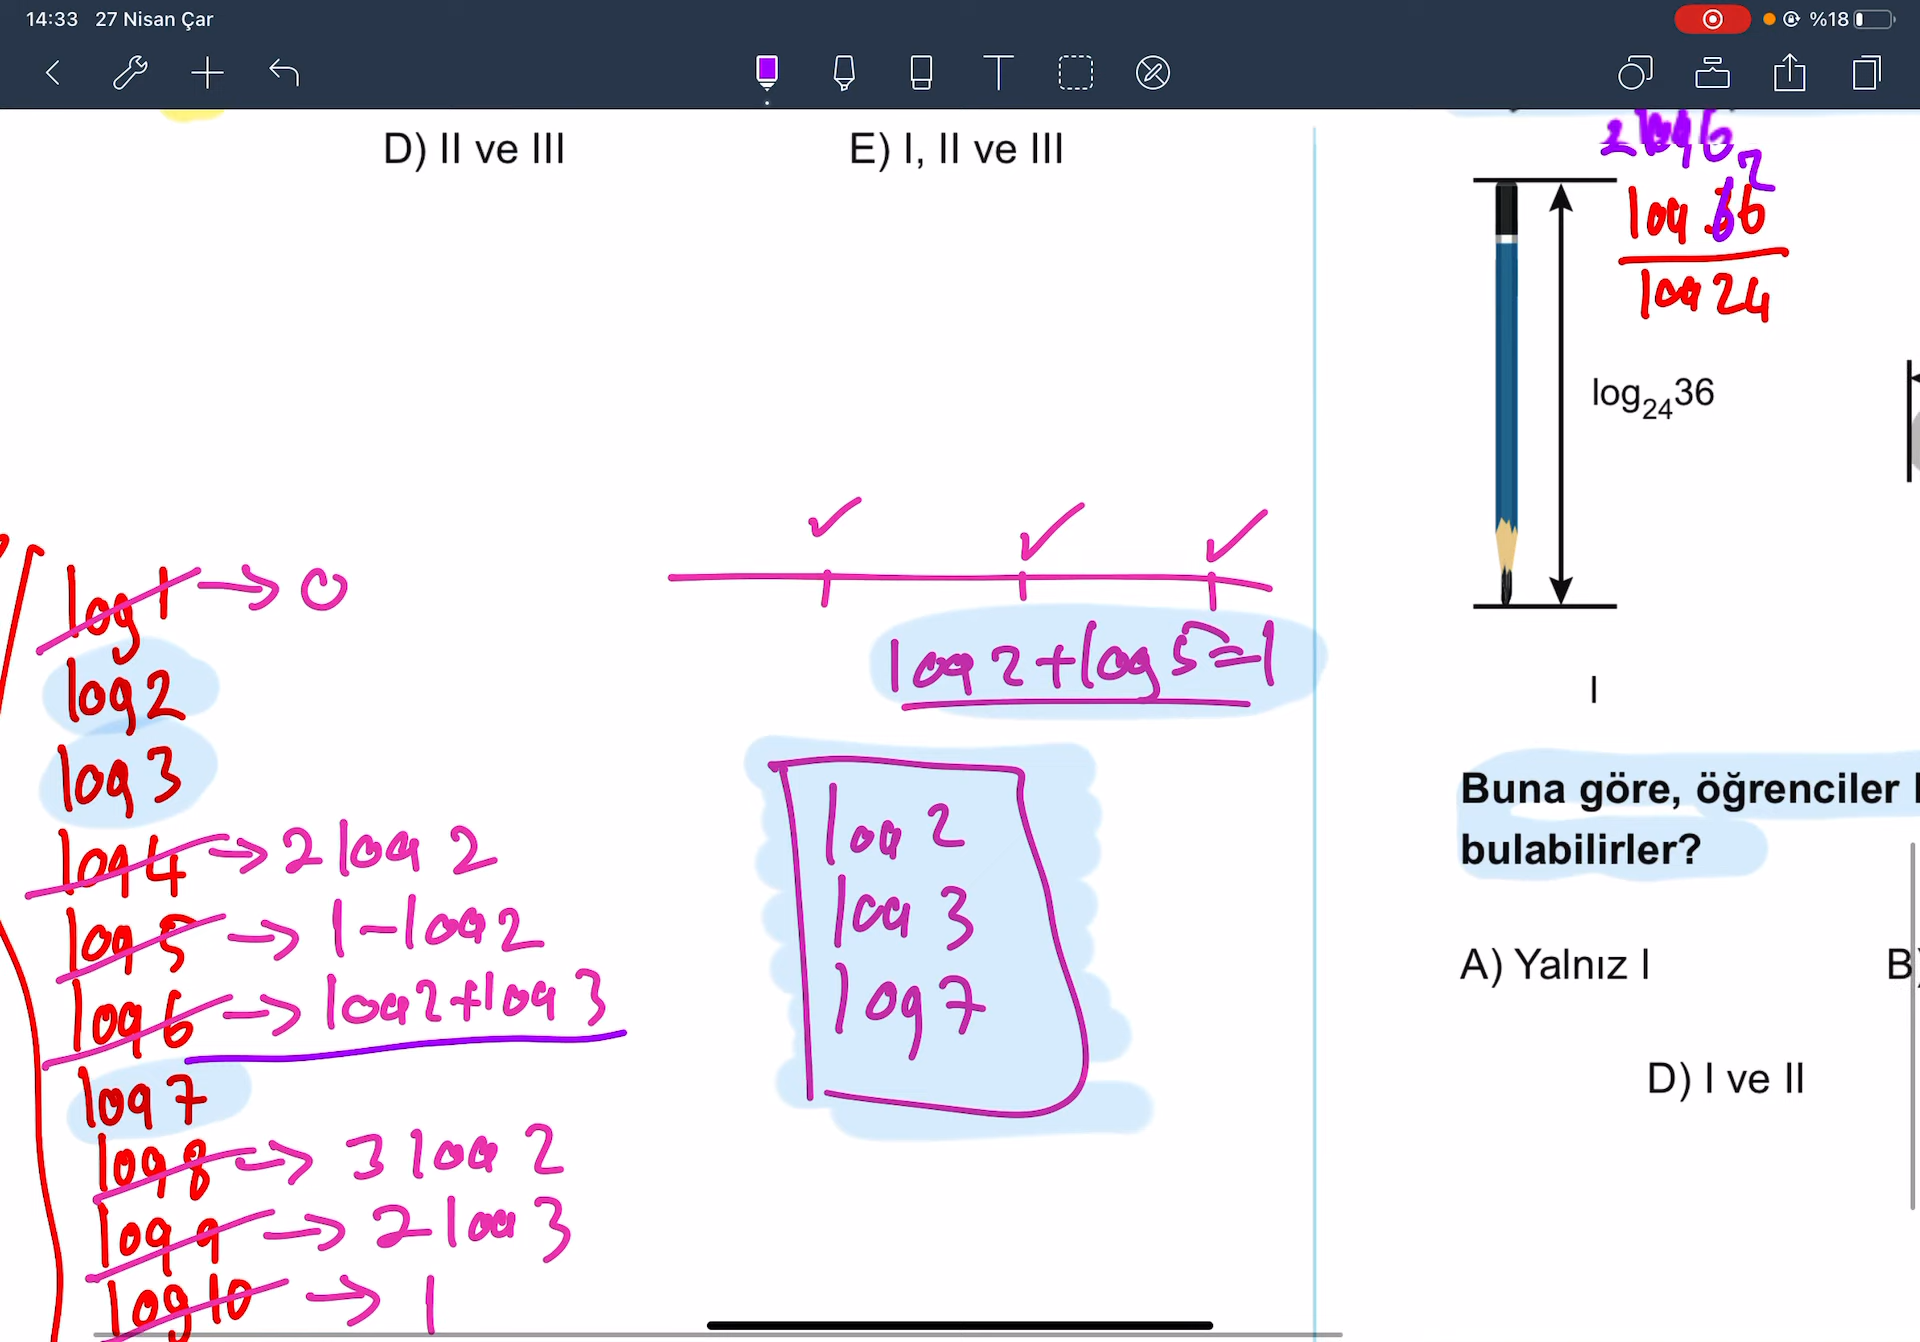 14:33 27 Nisan Çar
%18
D) II ve III
E) I, II ve III
log 1 → 0
log 2
log 3
log 4 → 2 log 2
log 5 → 1 - log 2
log 6 → log 2 + log 3
log 7
log 8 → 3 log 2
log 9 → 2 log 3
log 10 → 1
log 2 + log 5 = 1
log 2
log 3
log 7
2 log 6
log 36
log 24
log₂₄36
I
Buna göre, öğrenciler
bulabilirler?
A) Yalnız I
B)
D) I ve II